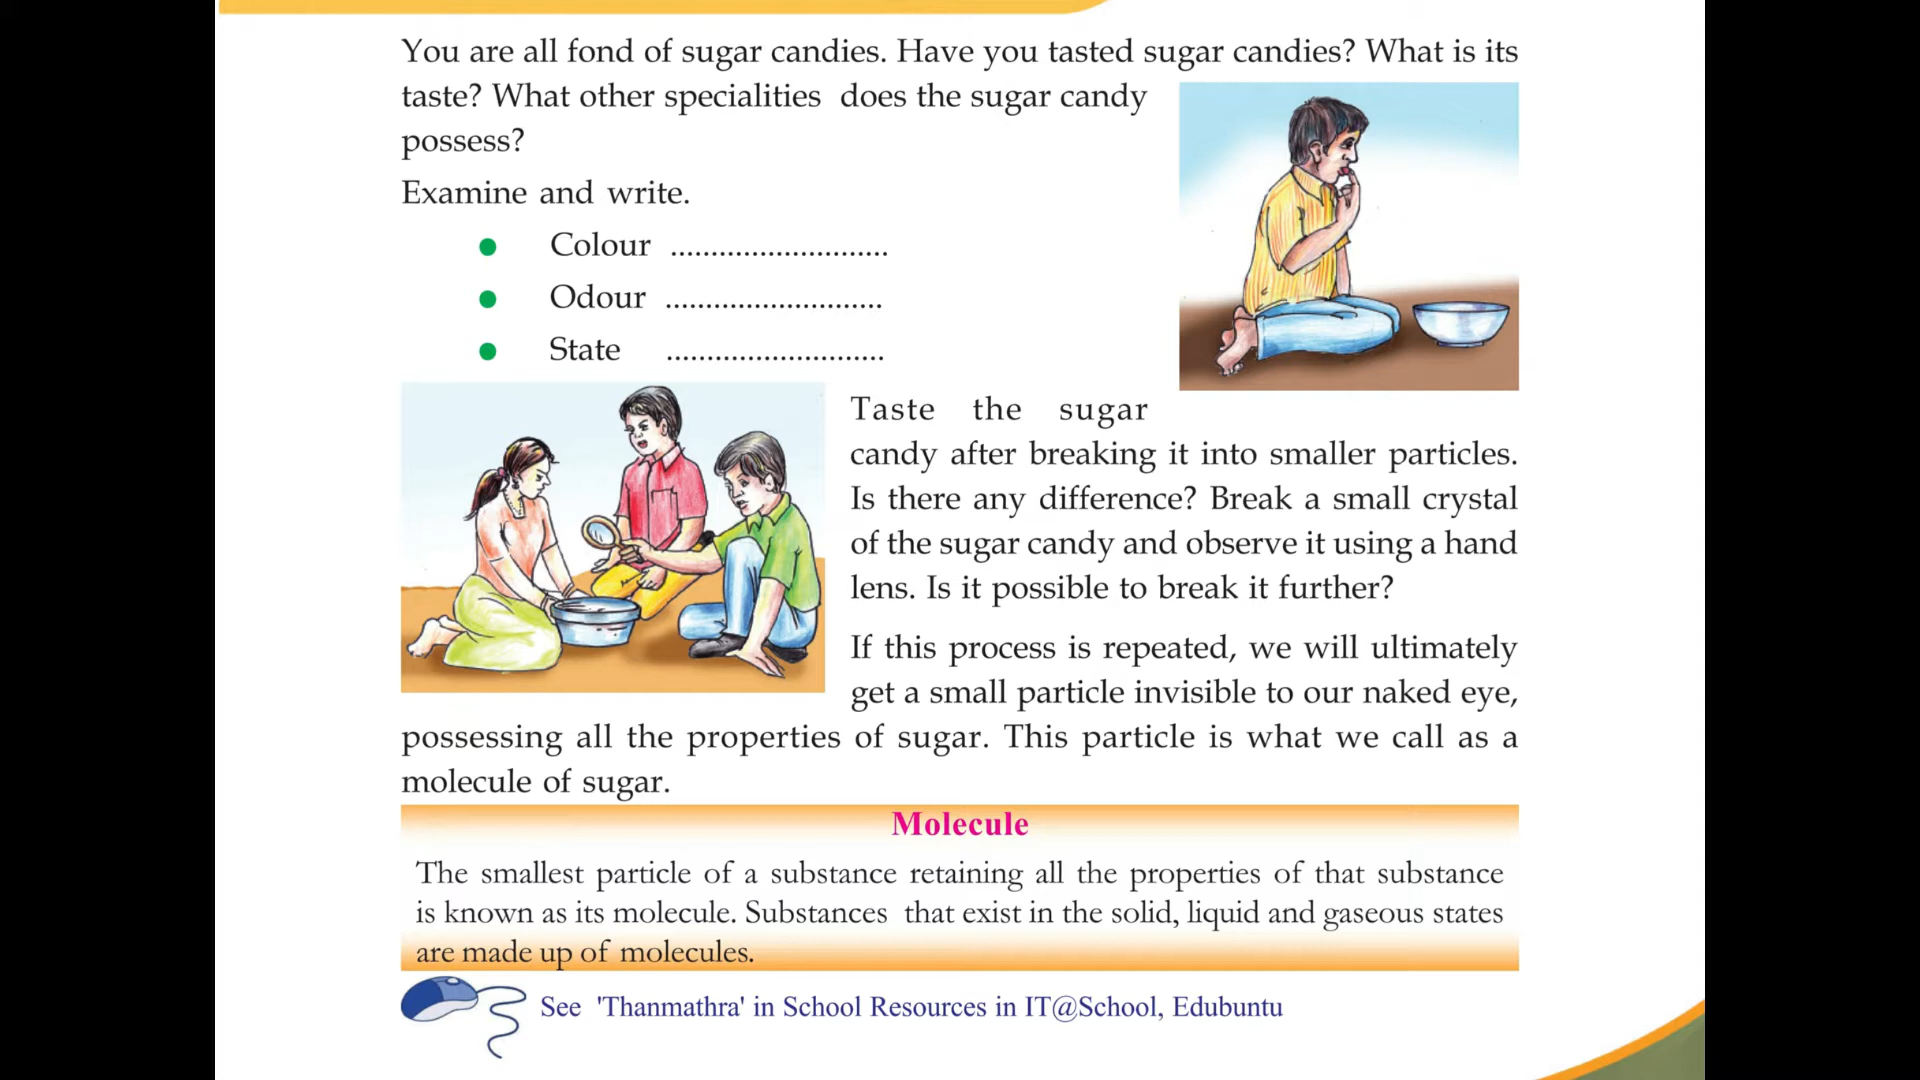 You are all fond of sugar candies. Have you tasted sugar candies? What is its
taste? What other specialities does the sugar candy
possess?
Examine and write.
● Colour ...........................
● Odour ...........................
● State ...........................
Taste the sugar
candy after breaking it into smaller particles.
Is there any difference? Break a small crystal
of the sugar candy and observe it using a hand
lens. Is it possible to break it further?
If this process is repeated, we will ultimately
get a small particle invisible to our naked eye,
possessing all the properties of sugar. This particle is what we call as a
molecule of sugar.
Molecule
The smallest particle of a substance retaining all the properties of that substance
is known as its molecule. Substances that exist in the solid, liquid and gaseous states
are made up of molecules.
See 'Thanmathra' in School Resources in IT@School, Edubuntu